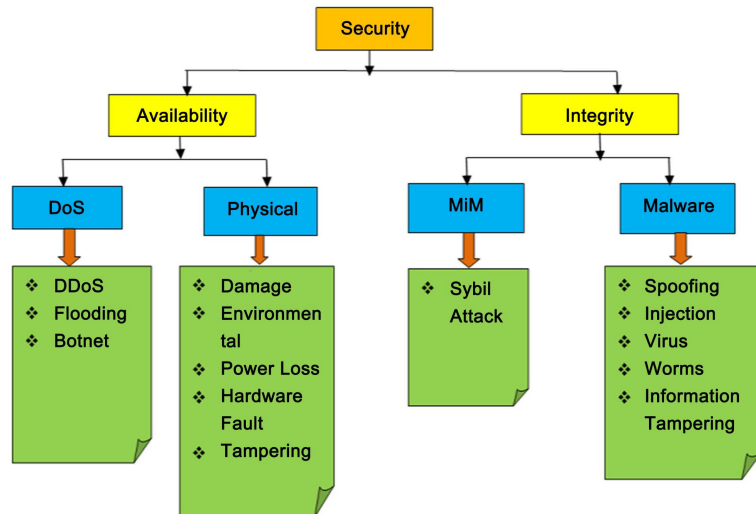 Security
Availability
Integrity
DoS
Physical
MiM
Malware
❖ DDoS
❖ Flooding
❖ Botnet
❖ Damage
❖ Environmen
tal
❖ Power Loss
❖ Hardware
Fault
❖ Tampering
❖ Sybil
Attack
❖ Spoofing
❖ Injection
❖ Virus
❖ Worms
❖ Information
Tampering